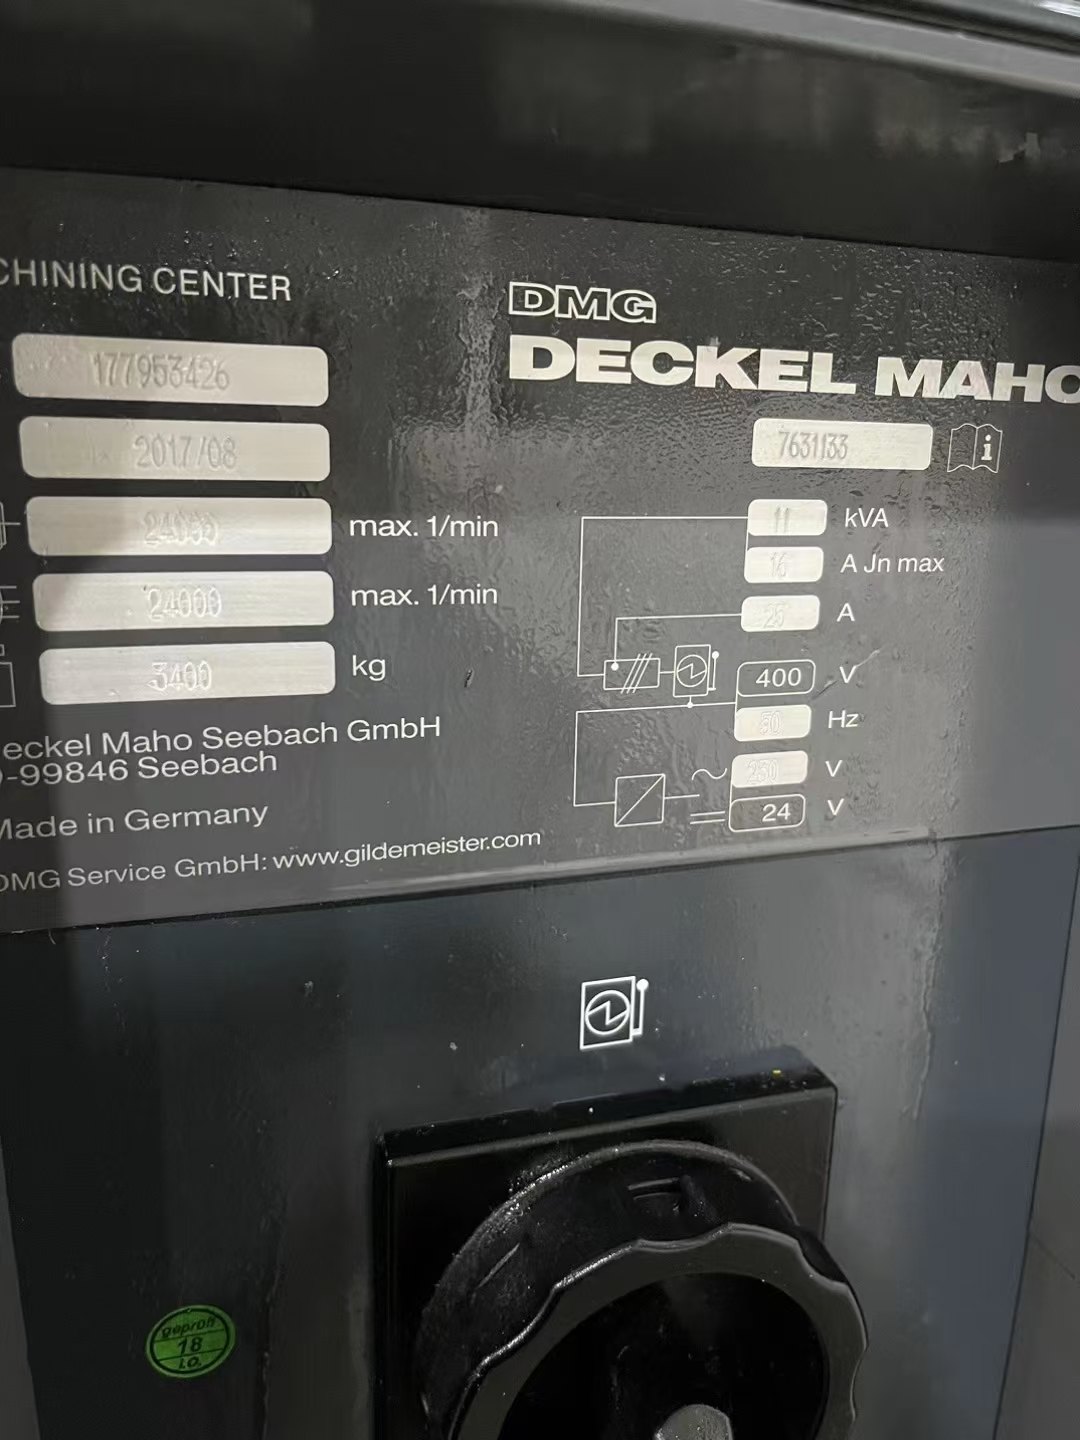 CHINING CENTER
177953426
2017/08
24000 max. 1/min
24000 max. 1/min
3400 kg
eckel Maho Seebach GmbH
-99846 Seebach
Made in Germany
DMG Service GmbH: www.gildemeister.com
DMG
DECKEL MAHO
7631133
i
11 kVA
16 A Jn max
25 A
400 V
50 Hz
230 V
24 V
geprüft
18
I.O.